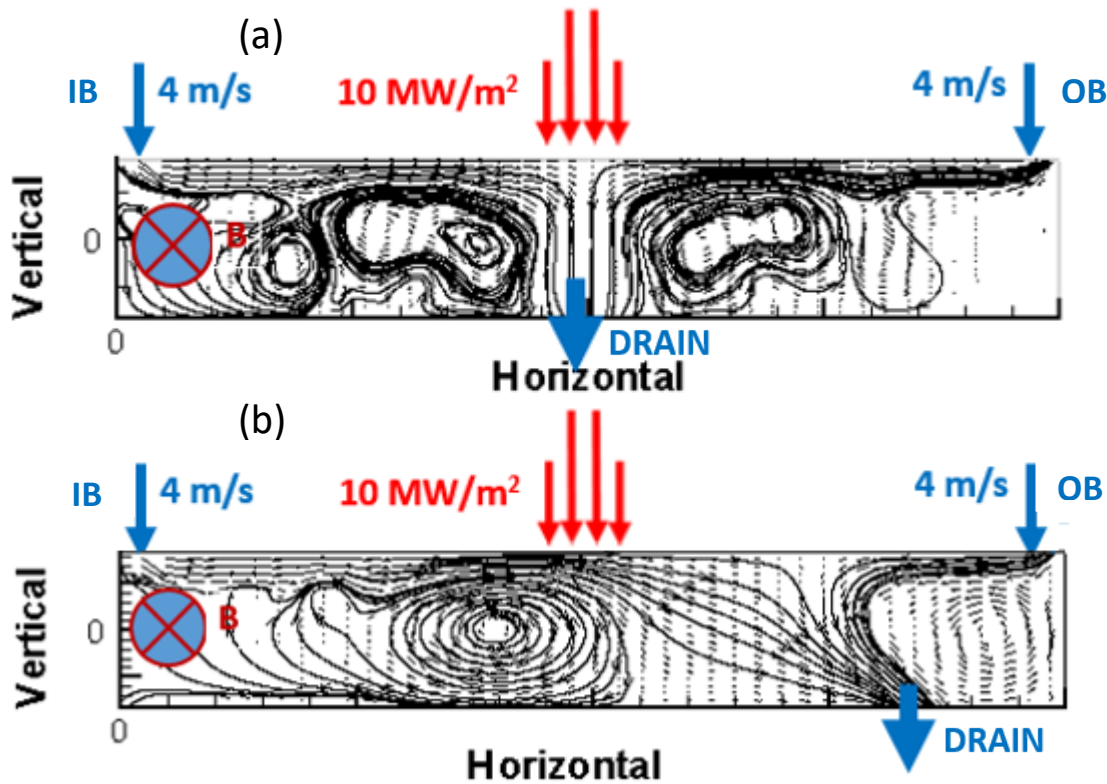 (a)
IB 4 m/s 10 MW/m² 4 m/s OB
Vertical
0
B
0
DRAIN
Horizontal
(b)
IB 4 m/s 10 MW/m² 4 m/s OB
Vertical
0
B
0
DRAIN
Horizontal